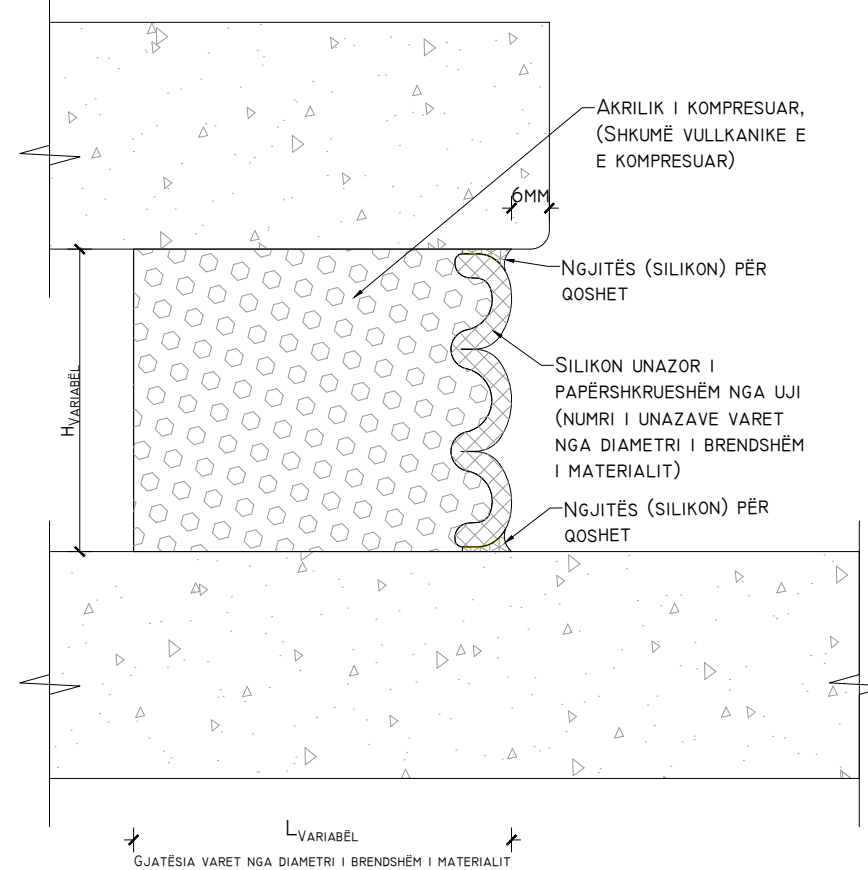 AKRILIK I KOMPRESUAR,
(SHKUMË VULLKANIKE E
E KOMPRESUAR)
6MM
NGJITËS (SILIKON) PËR
QOSHET
SILIKON UNAZOR I
PAPËRSHKRUESHËM NGA UJI
(NUMRI I UNAZAVE VARET
NGA DIAMETRI I BRENDSHËM
I MATERIALIT)
HVARIABËL
NGJITËS (SILIKON) PËR
QOSHET
LVARIABËL
GJATËSIA VARET NGA DIAMETRI I BRENDSHËM I MATERIALIT